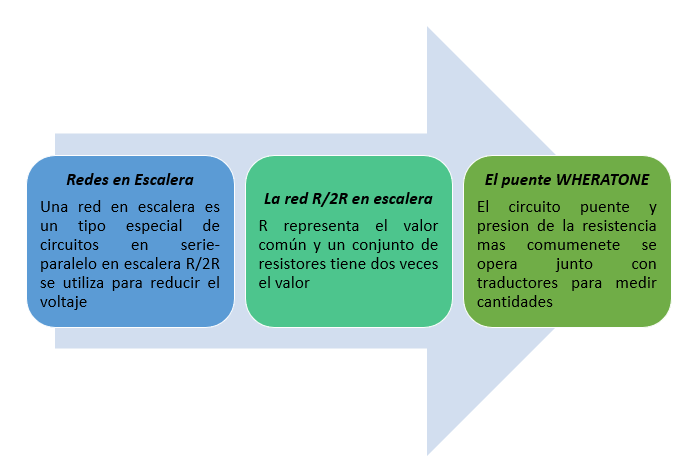 Redes en Escalera
Una red en escalera es
un tipo especial de
circuitos en serie-
paralelo en escalera R/2R
se utiliza para reducir el
voltaje
La red R/2R en escalera
R representa el valor
común y un conjunto de
resistores tiene dos veces
el valor
El puente WHERATONE
El circuito puente y
presion de la resistencia
mas comumenete se
opera junto con
traductores para medir
cantidades